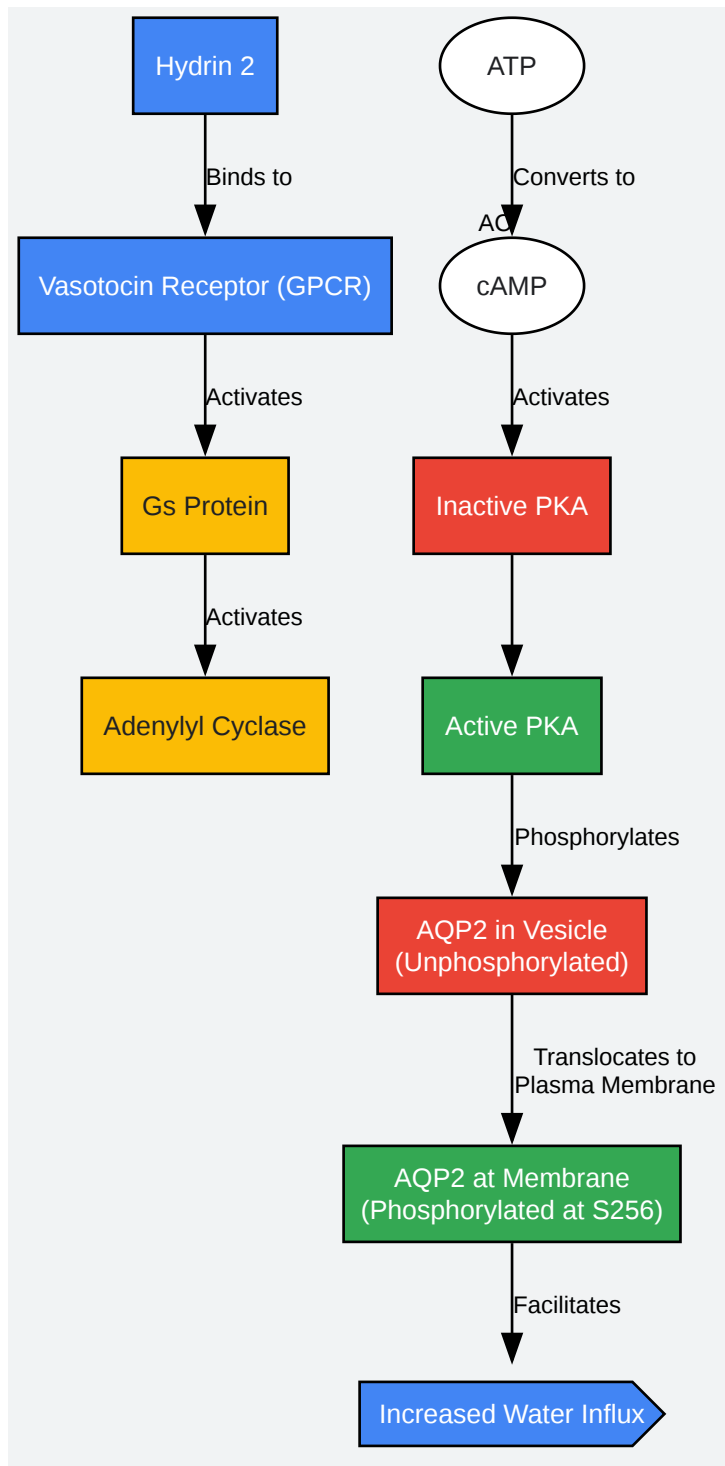 Hydrin 2
Binds to
Vasotocin Receptor (GPCR)
Activates
Gs Protein
Activates
Adenylyl Cyclase
ATP
Converts to
AC
cAMP
Activates
Inactive PKA
Active PKA
Phosphorylates
AQP2 in Vesicle
(Unphosphorylated)
Translocates to
Plasma Membrane
AQP2 at Membrane
(Phosphorylated at S256)
Facilitates
Increased Water Influx